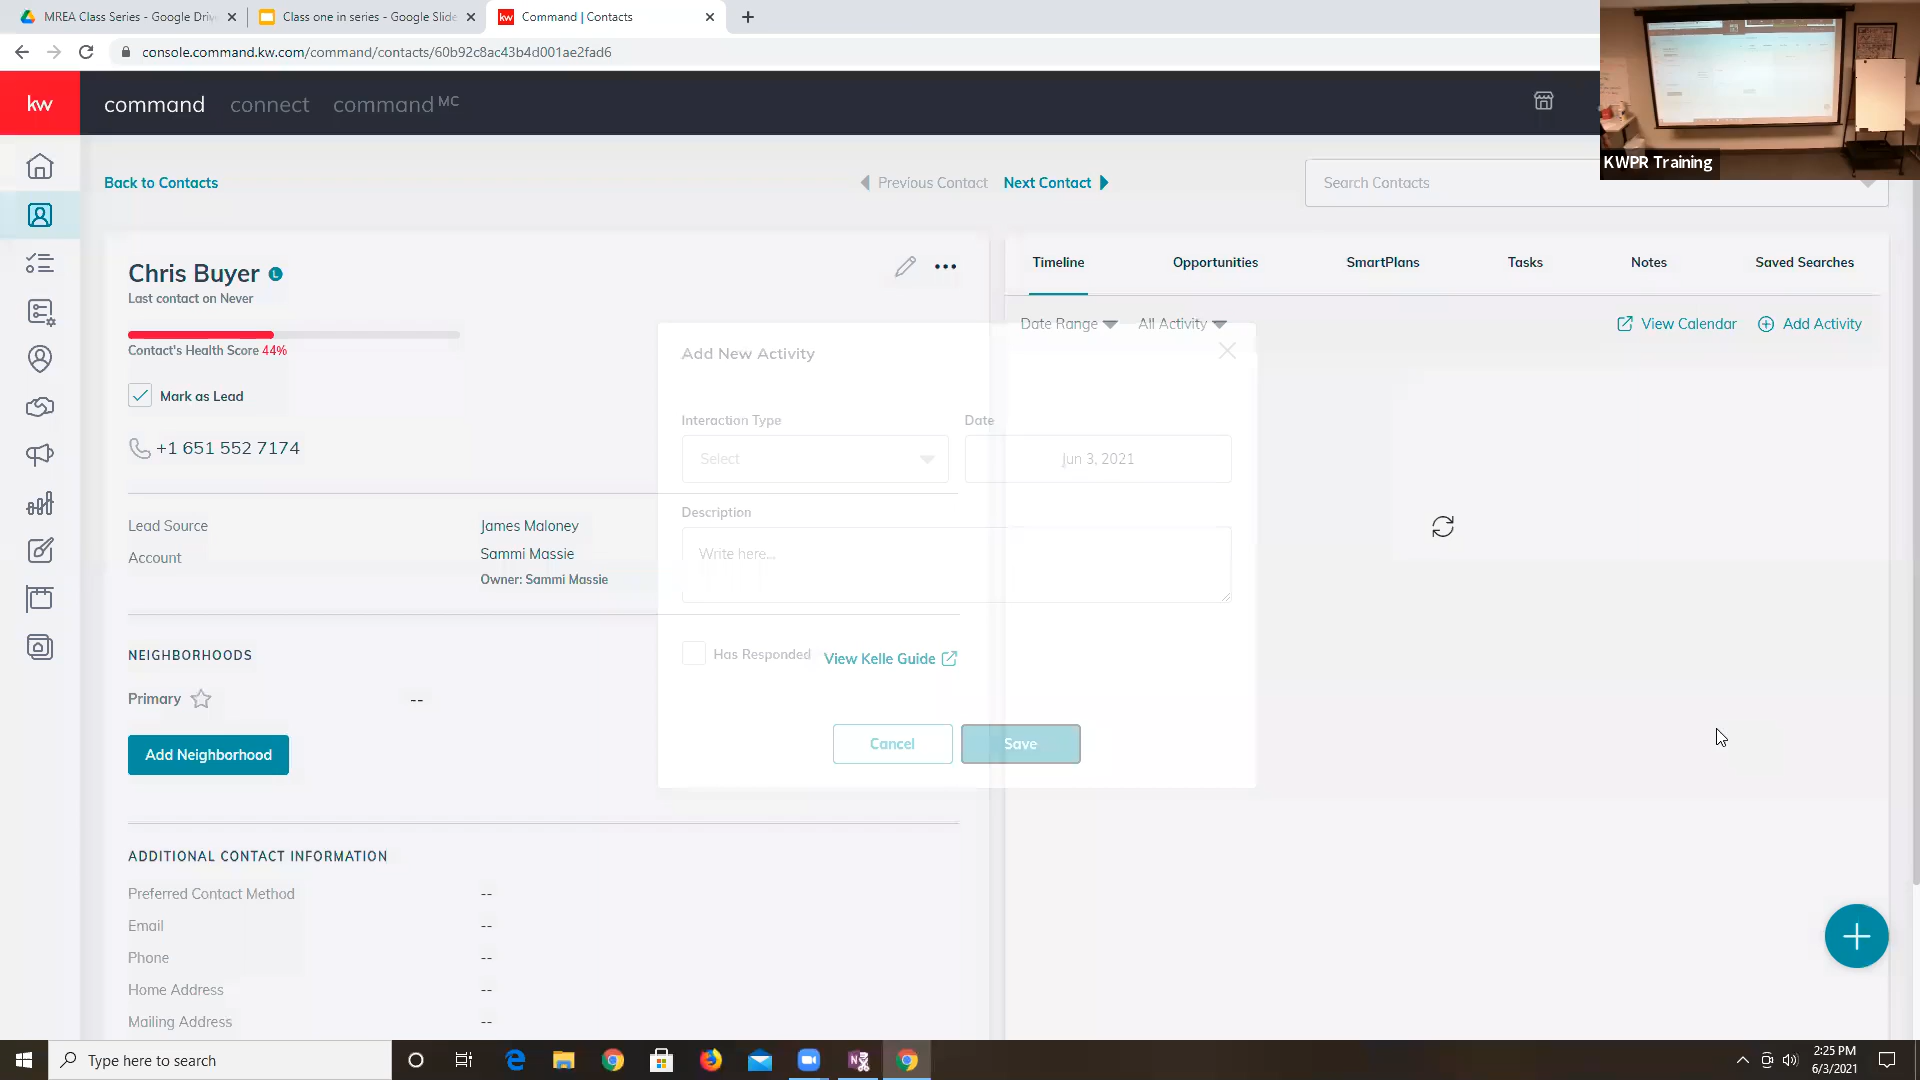 MREA Class Series - Google Driv
Class one in series - Google Slide
kw
Command | Contacts
console.command.kw.com/command/contacts/60b92c8ac43b4d001ae2fad6
KWPR Training
kw
command
connect
command MC
Back to Contacts
Previous Contact
Next Contact
Search Contacts
Chris Buyer L
Last contact on Never
Contact's Health Score 44%
Mark as Lead
+1 651 552 7174
Lead Source
James Maloney
Account
Sammi Massie
Owner: Sammi Massie
NEIGHBORHOODS
Primary
--
Add Neighborhood
ADDITIONAL CONTACT INFORMATION
Preferred Contact Method
--
Email
--
Phone
--
Home Address
--
Mailing Address
--
Timeline
Opportunities
SmartPlans
Tasks
Notes
Saved Searches
Date Range
All Activity
View Calendar
Add Activity
Add New Activity
Interaction Type
Date
Select
Jun 3, 2021
Description
Write here...
Has Responded
View Kelle Guide
Cancel
Save
Type here to search
2:25 PM
6/3/2021